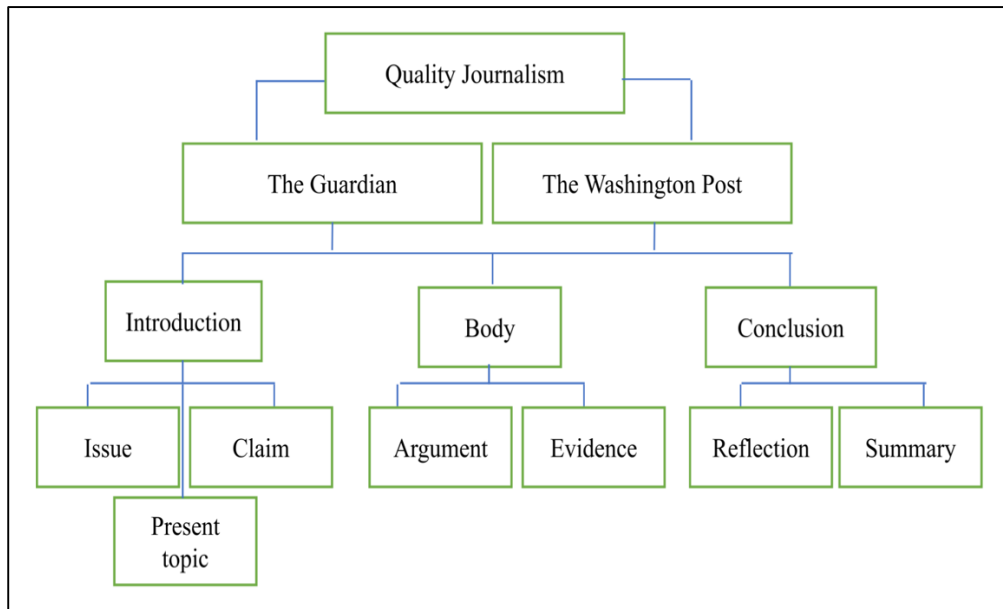 Quality Journalism
The Guardian
The Washington Post
Introduction
Body
Conclusion
Issue
Claim
Argument
Evidence
Reflection
Summary
Present
topic